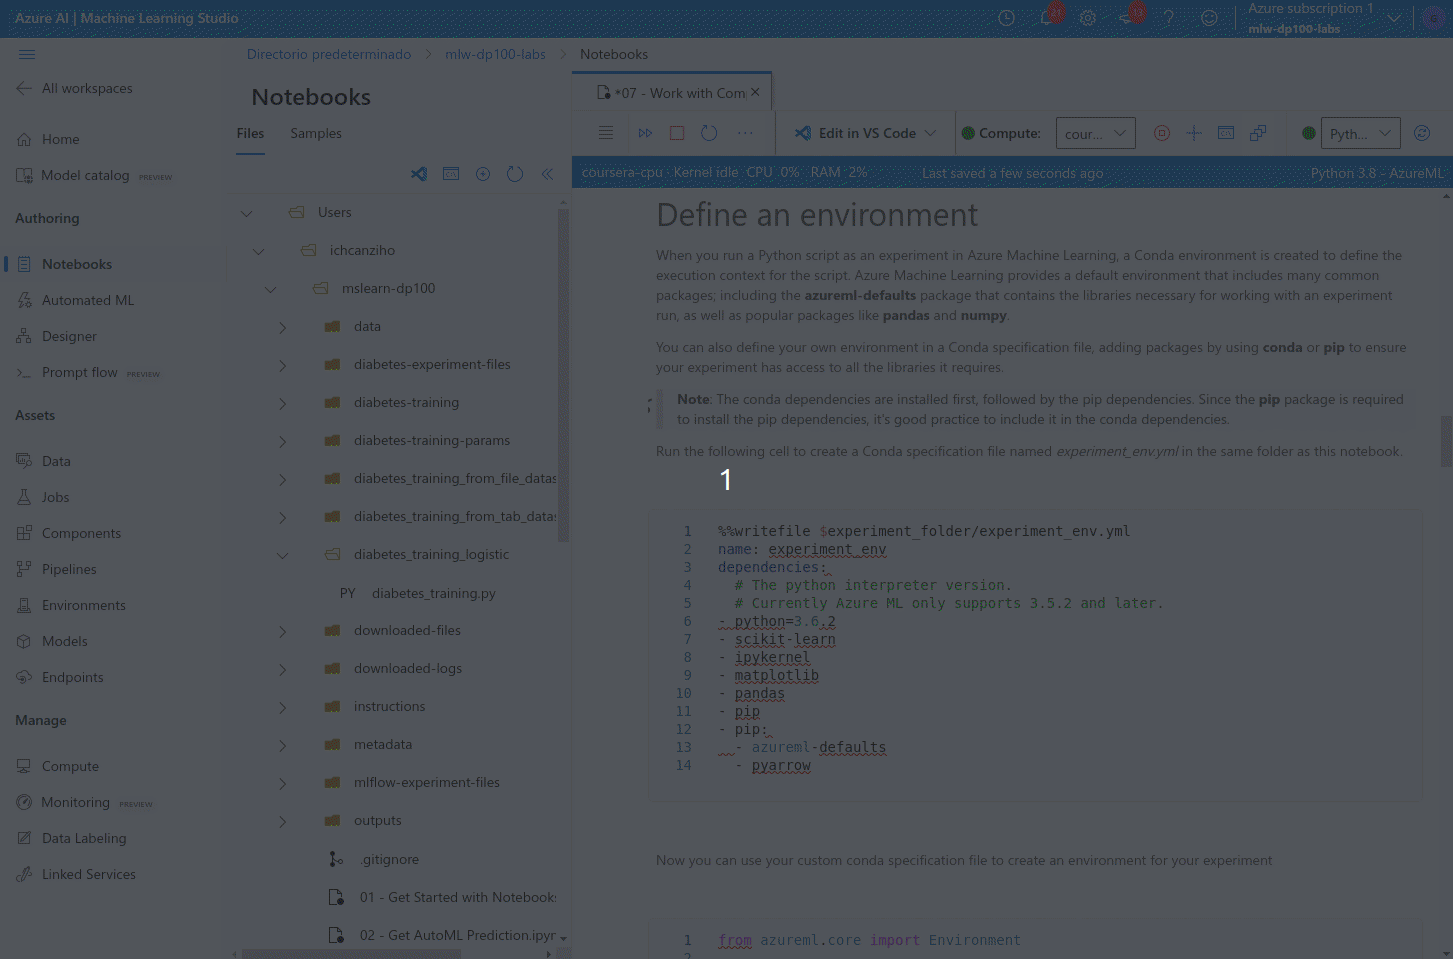 Azure AI | Machine Learning Studio
21
13
Azure subscription 1
mlw-dp100-labs
Directorio predeterminado > mlw-dp100-labs > Notebooks
All workspaces
Home
Model catalog PREVIEW
Authoring
Notebooks
Automated ML
Designer
Prompt flow PREVIEW
Assets
Data
Jobs
Components
Pipelines
Environments
Models
Endpoints
Manage
Compute
Monitoring PREVIEW
Data Labeling
Linked Services
Notebooks
Files Samples
Users
ichcanziho
mslearn-dp100
data
diabetes-experiment-files
diabetes-training
diabetes-training-params
diabetes_training_from_file_datas
diabetes_training_from_tab_datas
diabetes_training_logistic
PY diabetes_training.py
downloaded-files
downloaded-logs
instructions
metadata
mlflow-experiment-files
outputs
.gitignore
01 - Get Started with Notebooks
02 - Get AutoML Prediction.ipyn
*07 - Work with Com
Edit in VS Code
Compute: cour...
Pyth...
coursera-cpu · Kernel idle CPU 0% RAM 2% Last saved a few seconds ago Python 3.8 - AzureML
Define an environment
When you run a Python script as an experiment in Azure Machine Learning, a Conda environment is created to define the
execution context for the script. Azure Machine Learning provides a default environment that includes many common
packages; including the azureml-defaults package that contains the libraries necessary for working with an experiment
run, as well as popular packages like pandas and numpy.
You can also define your own environment in a Conda specification file, adding packages by using conda or pip to ensure
your experiment has access to all the libraries it requires.
Note: The conda dependencies are installed first, followed by the pip dependencies. Since the pip package is required
to install the pip dependencies, it's good practice to include it in the conda dependencies.
Run the following cell to create a Conda specification file named experiment_env.yml in the same folder as this notebook.
1
1 %%writefile $experiment_folder/experiment_env.yml
2 name: experiment_env
3 dependencies:
4 # The python interpreter version.
5 # Currently Azure ML only supports 3.5.2 and later.
6 - python=3.6.2
7 - scikit-learn
8 - ipykernel
9 - matplotlib
10 - pandas
11 - pip
12 - pip:
13 - azureml-defaults
14 - pyarrow
Now you can use your custom conda specification file to create an environment for your experiment
1 from azureml.core import Environment
2